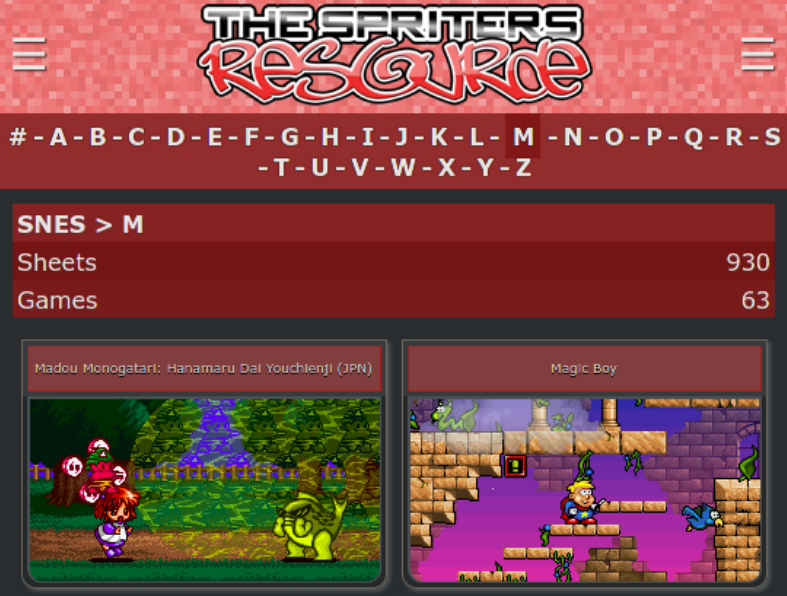 THE SPRITERS
RESOURCE
# - A - B - C - D - E - F - G - H - I - J - K - L - M - N - O - P - Q - R - S
- T - U - V - W - X - Y - Z
SNES > M
Sheets 930
Games 63
Madou Monogatari: Hanamaru Dai Youchienji (JPN)
Magic Boy